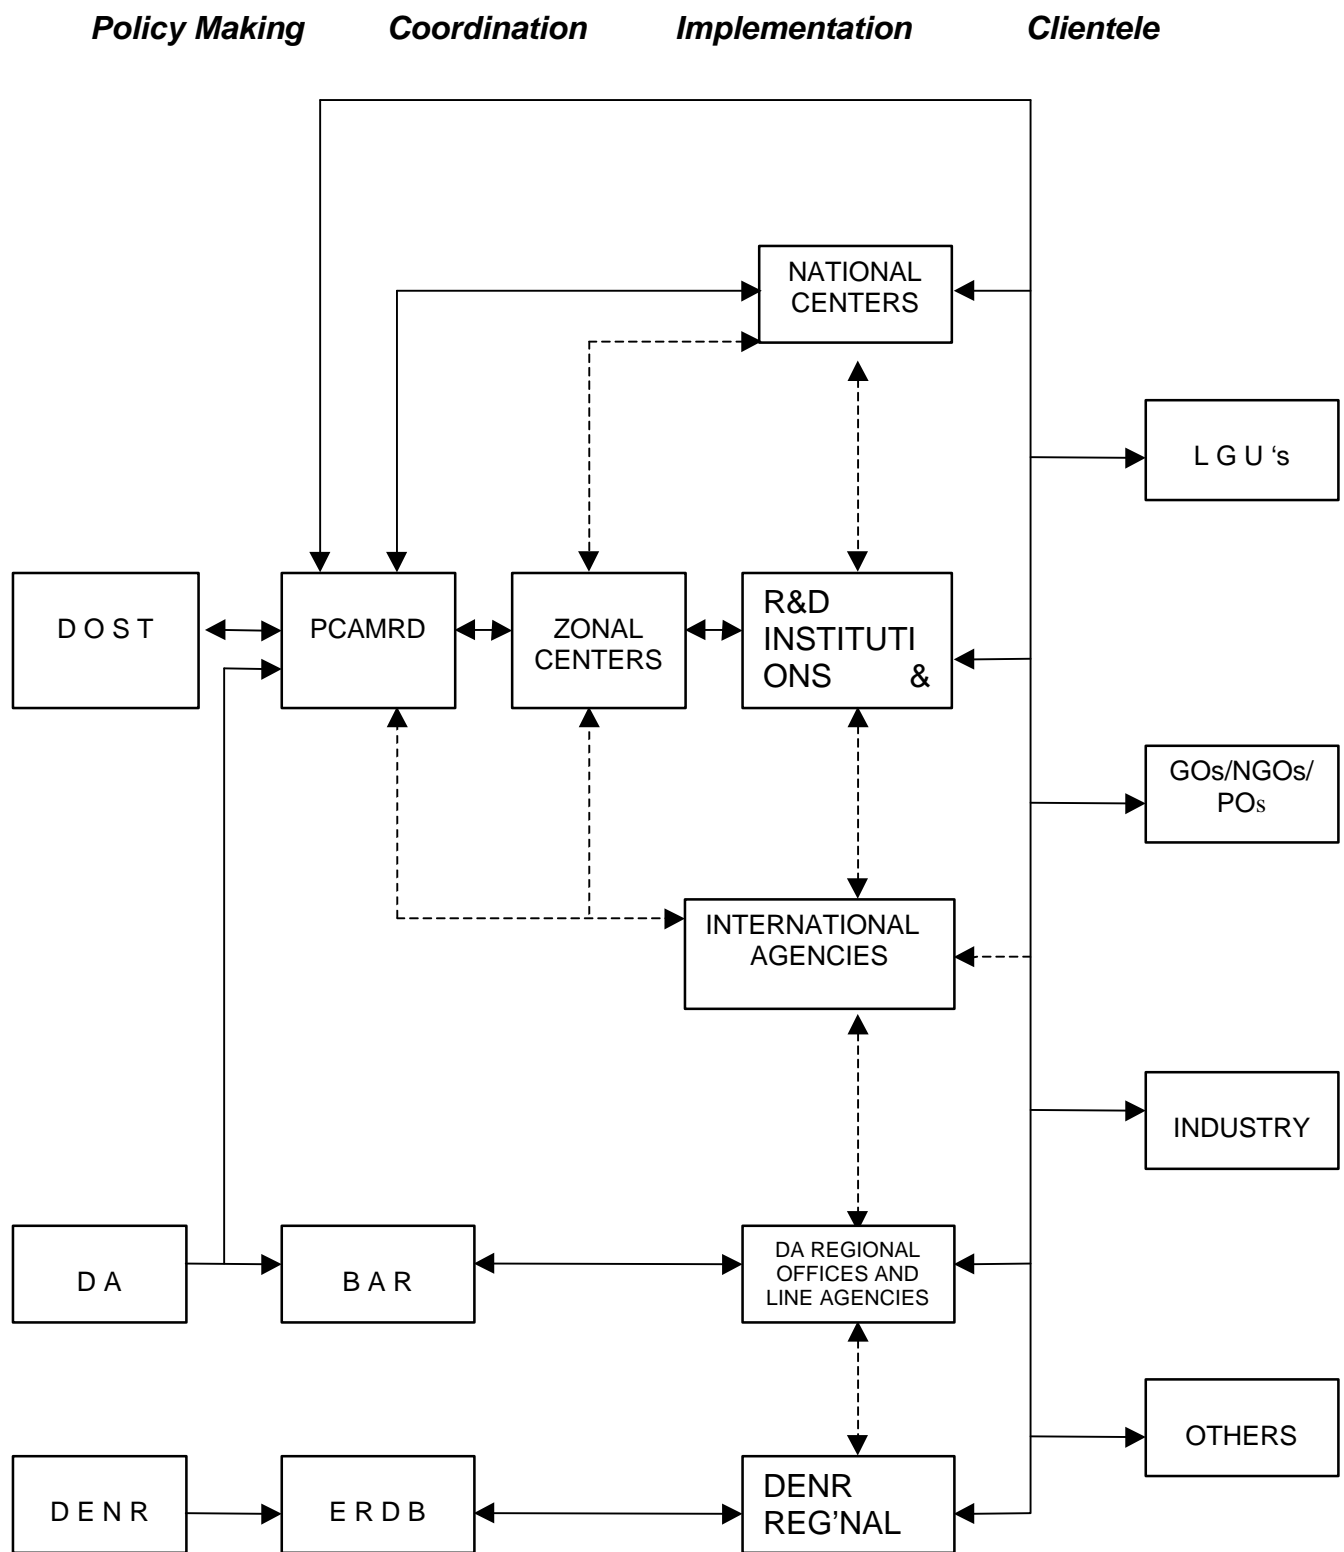 Policy Making Coordination Implementation Clientele
NATIONAL
CENTERS
L G U ‘s
D O S T
PCAMRD
ZONAL
CENTERS
R&D
INSTITUTI
ONS &
GOs/NGOs/
POs
INTERNATIONAL
AGENCIES
INDUSTRY
D A
B A R
DA REGIONAL
OFFICES AND
LINE AGENCIES
OTHERS
D E N R
E R D B
DENR
REG’NAL